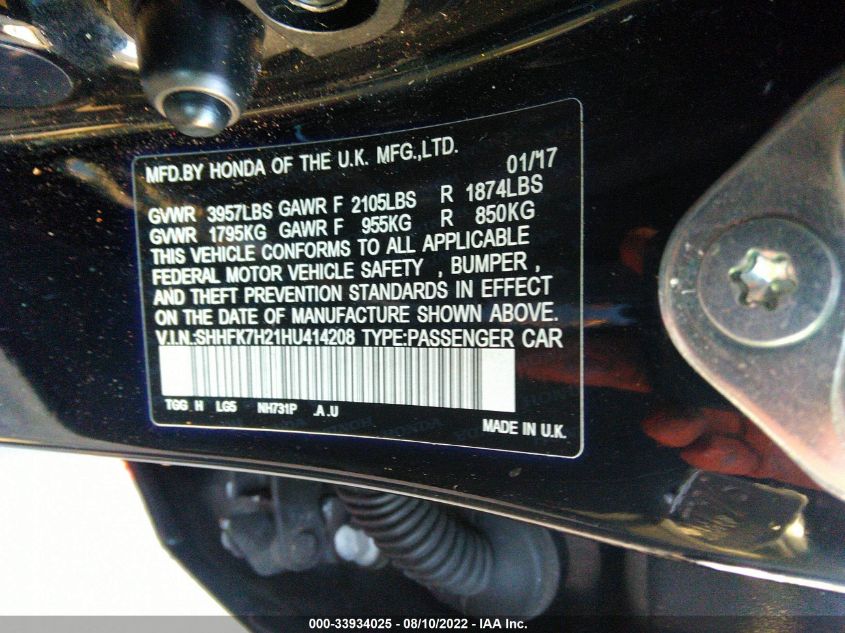 MFD.BY HONDA OF THE U.K. MFG.,LTD. 01/17
GVWR 3957LBS GAWR F 2105LBS R 1874LBS
GVWR 1795KG GAWR F 955KG R 850KG
THIS VEHICLE CONFORMS TO ALL APPLICABLE
FEDERAL MOTOR VEHICLE SAFETY , BUMPER ,
AND THEFT PREVENTION STANDARDS IN EFFECT
ON THE DATE OF MANUFACTURE SHOWN ABOVE.
V.I.N.:SHHFK7H21HU414208 TYPE:PASSENGER CAR
TGG H LG5 NH731P .A .U
HONDA
MADE IN U.K.
000-33934025 - 08/10/2022 - IAA Inc.